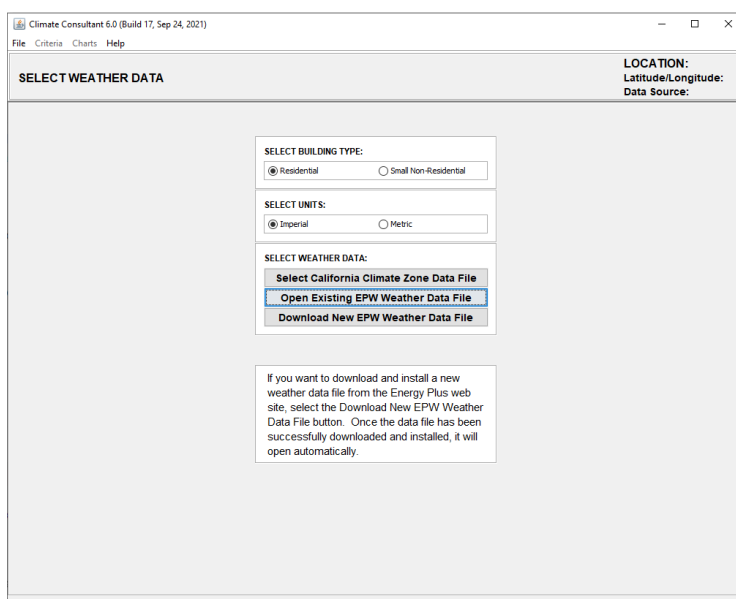 Climate Consultant 6.0 (Build 17, Sep 24, 2021)
File Criteria Charts Help
SELECT WEATHER DATA
LOCATION:
Latitude/Longitude:
Data Source:
SELECT BUILDING TYPE:
Residential Small Non-Residential
SELECT UNITS:
Imperial Metric
SELECT WEATHER DATA:
Select California Climate Zone Data File
Open Existing EPW Weather Data File
Download New EPW Weather Data File
If you want to download and install a new
weather data file from the Energy Plus web
site, select the Download New EPW Weather
Data File button. Once the data file has been
successfully downloaded and installed, it will
open automatically.